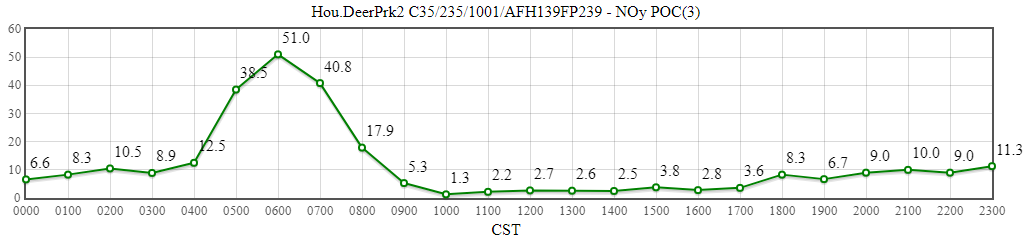 Hou.DeerPrk2 C35/235/1001/AFH139FP239 - NOy POC(3)
60
50
40
30
20
10
0
6.6 8.3 10.5 8.9 12.5 38.5 51.0 40.8 17.9 5.3 1.3 2.2 2.7 2.6 2.5 3.8 2.8 3.6 8.3 6.7 9.0 10.0 9.0 11.3
0000 0100 0200 0300 0400 0500 0600 0700 0800 0900 1000 1100 1200 1300 1400 1500 1600 1700 1800 1900 2000 2100 2200 2300
CST